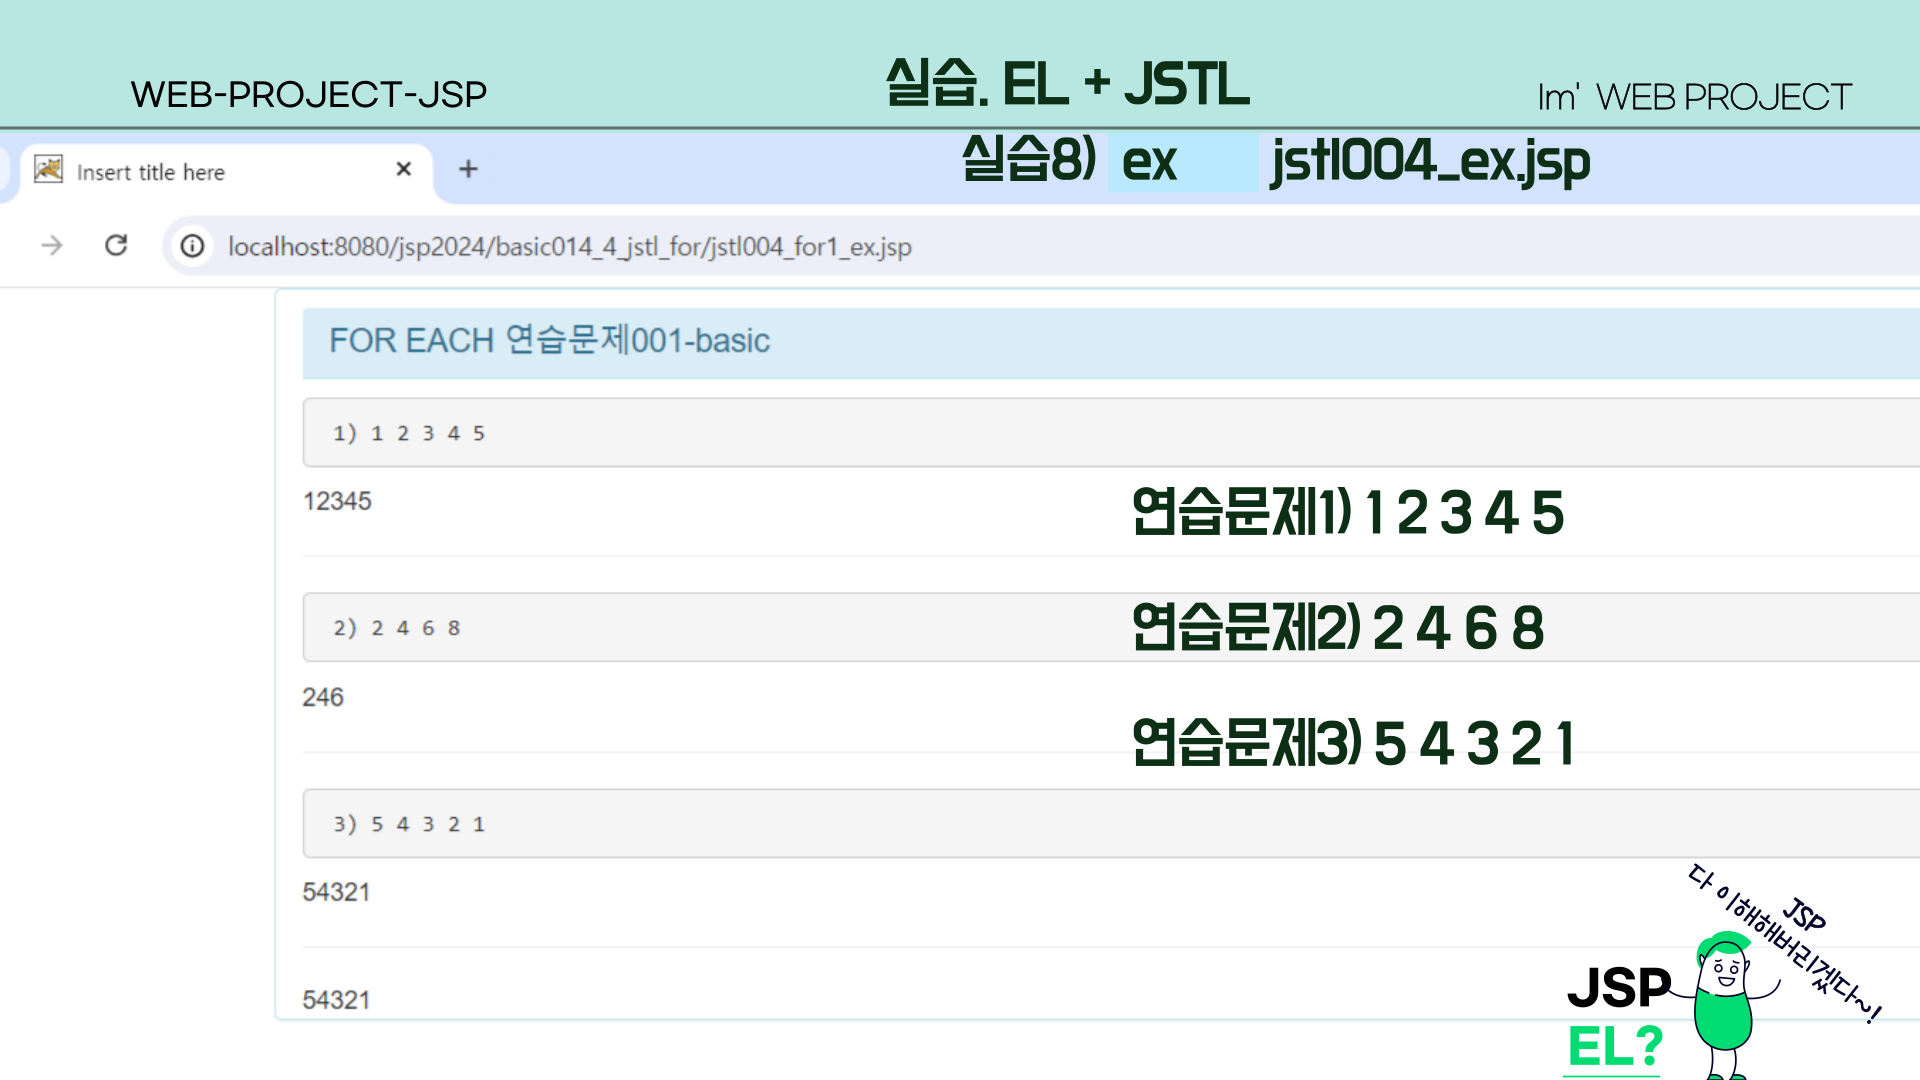 WEB-PROJECT-JSP
실습. EL + JSTL
Im' WEB PROJECT
실습8) ex jstl004_ex.jsp
Insert title here
localhost:8080/jsp2024/basic014_4_jstl_for/jstl004_for1_ex.jsp
FOR EACH 연습문제001-basic
1) 1 2 3 4 5
12345
연습문제1) 1 2 3 4 5
2) 2 4 6 8
연습문제2) 2 4 6 8
246
연습문제3) 5 4 3 2 1
3) 5 4 3 2 1
54321
54321
JSP
다 이해해버리겠다~!
JSP
EL?